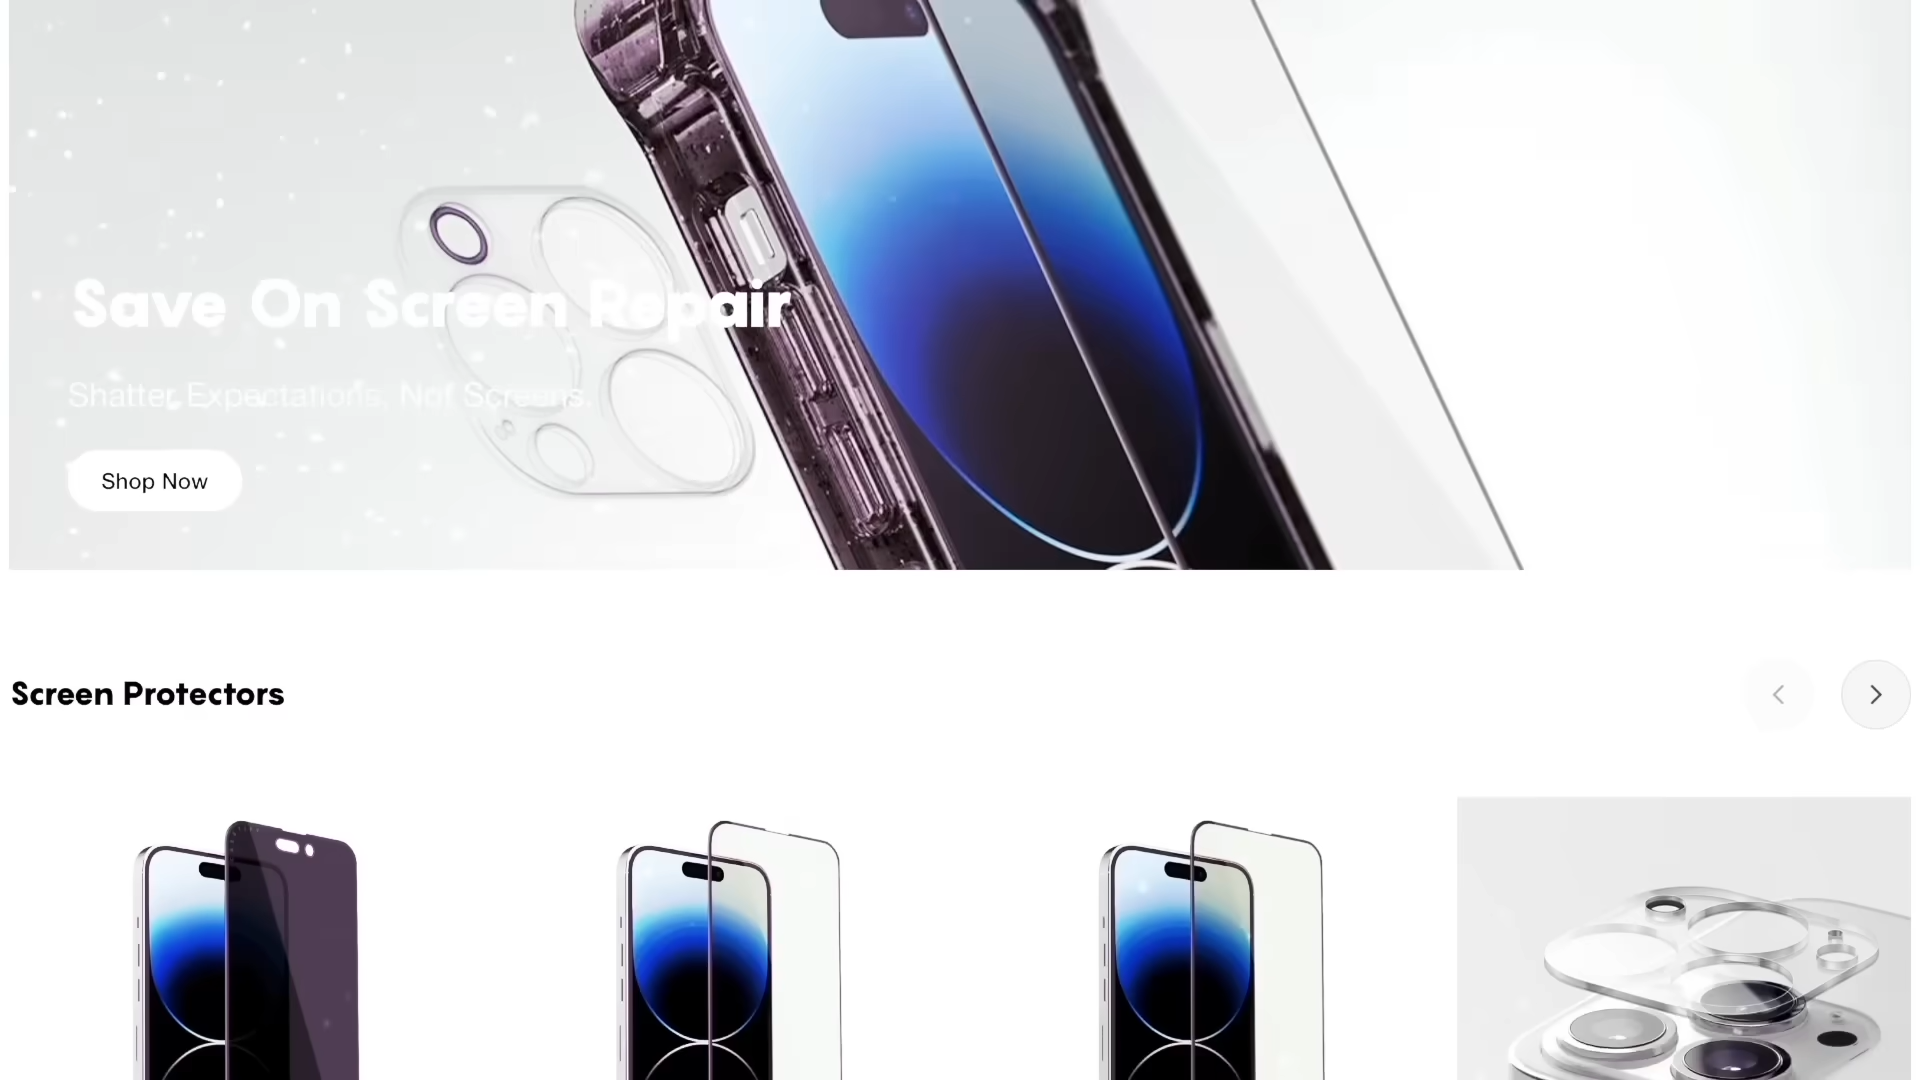 Save On Screen Repair
Shatter Expectations, Not Screens.
Shop Now
Screen Protectors